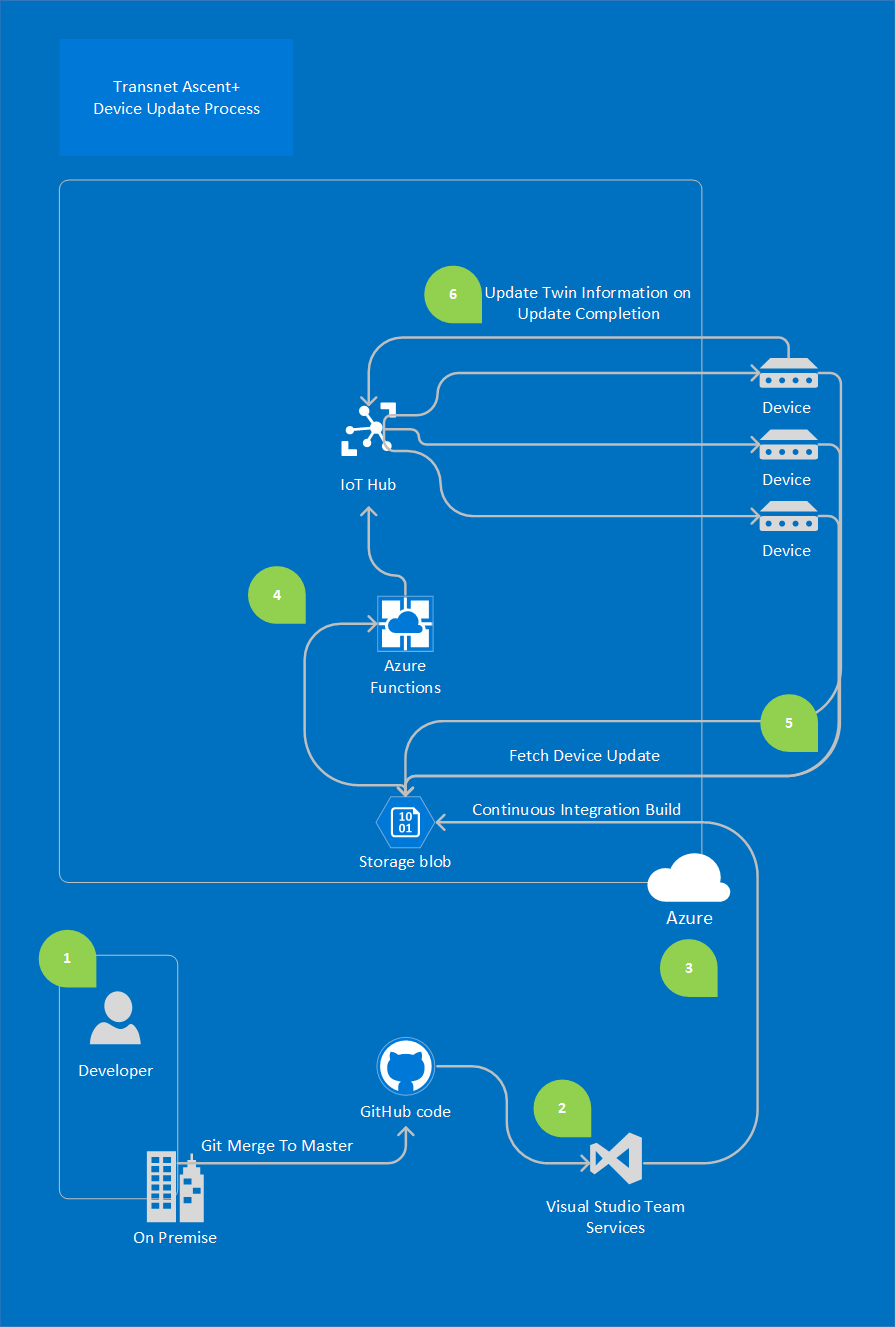 Transnet Ascent+
Device Update Process
6
Update Twin Information on
Update Completion
Device
IoT Hub
Device
Device
4
Azure
Functions
5
Fetch Device Update
Continuous Integration Build
10
01
Storage blob
Azure
1
3
Developer
GitHub code
2
Git Merge To Master
Visual Studio Team
Services
On Premise